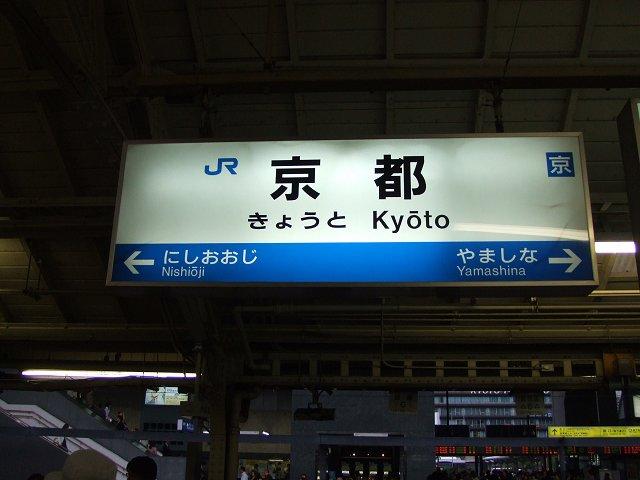 JR 京都 京
きょうと Kyōto
← にしおおじ やましな →
Nishiōji Yamashina